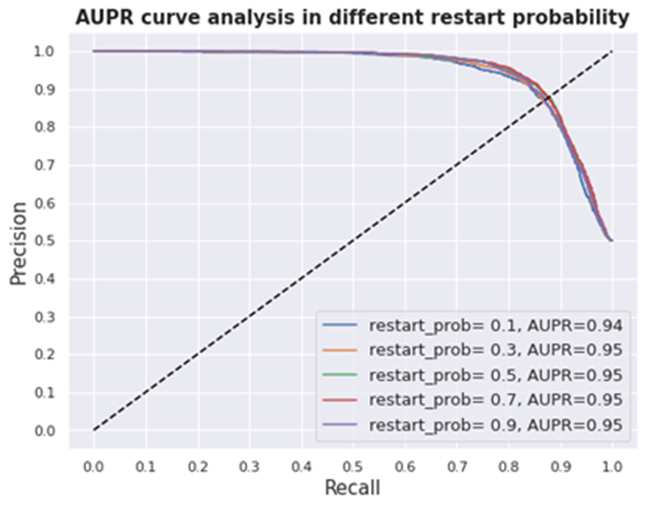 AUPR curve analysis in different restart probability
1.0
0.9
0.8
0.7
0.6
0.5
0.4
0.3
0.2
0.1
0.0
Precision
restart_prob= 0.1, AUPR=0.94
restart_prob= 0.3, AUPR=0.95
restart_prob= 0.5, AUPR=0.95
restart_prob= 0.7, AUPR=0.95
restart_prob= 0.9, AUPR=0.95
0.0 0.1 0.2 0.3 0.4 0.5 0.6 0.7 0.8 0.9 1.0
Recall